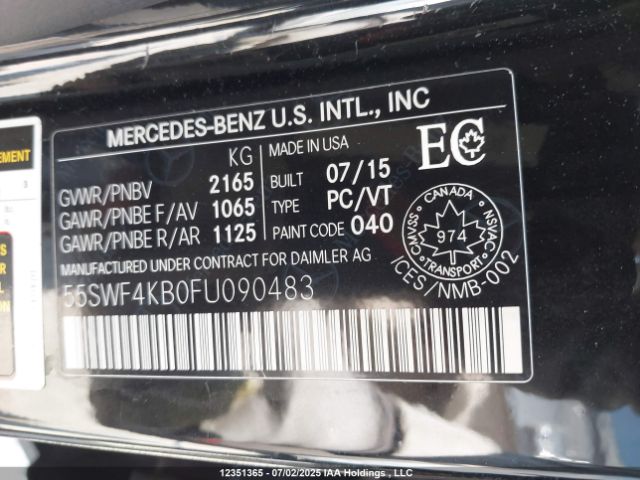 MERCEDES-BENZ U.S. INTL., INC
KG
GVWR/PNBV 2165
GAWR/PNBE F/AV 1065
GAWR/PNBE R/AR 1125
MADE IN USA
BUILT 07/15
TYPE PC/VT
PAINT CODE 040
EC
CANADA
CMVSS 974 NSVAC
TRANSPORT
ICES/NMB-002
MANUFACTURED UNDER CONTRACT FOR DAIMLER AG
55SWF4KB0FU090483
12351365 - 07/02/2025 IAA Holdings , LLC